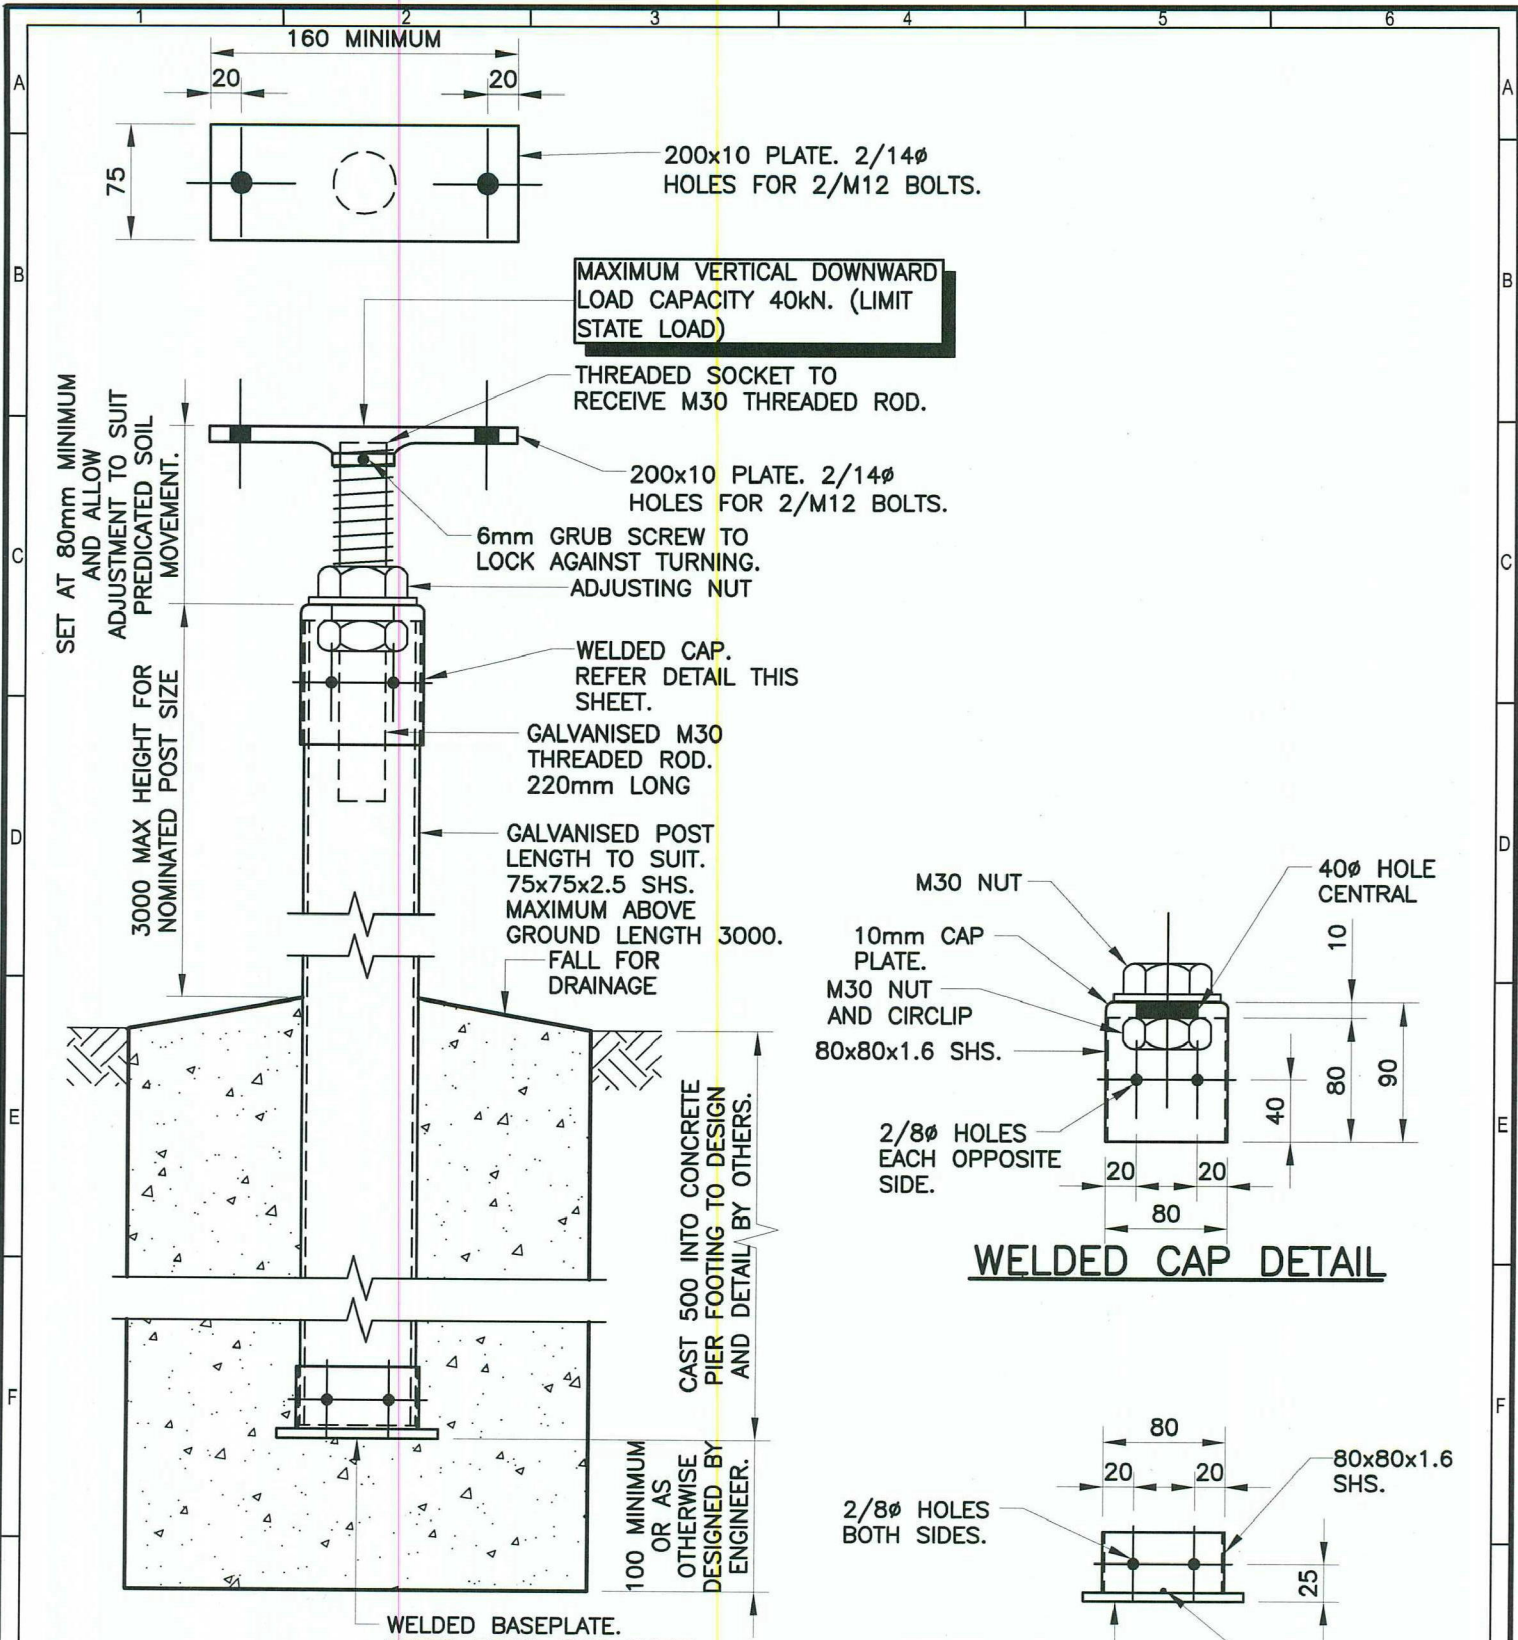 1 2 3 4 5 6
A
A
B
B
C
C
D
D
E
E
F
F
160 MINIMUM
20
20
75
200x10 PLATE. 2/14ø
HOLES FOR 2/M12 BOLTS.
MAXIMUM VERTICAL DOWNWARD
LOAD CAPACITY 40kN. (LIMIT
STATE LOAD)
THREADED SOCKET TO
RECEIVE M30 THREADED ROD.
SET AT 80mm MINIMUM
AND ALLOW
ADJUSTMENT TO SUIT
PREDICATED SOIL
MOVEMENT.
200x10 PLATE. 2/14ø
HOLES FOR 2/M12 BOLTS.
6mm GRUB SCREW TO
LOCK AGAINST TURNING.
ADJUSTING NUT
WELDED CAP.
REFER DETAIL THIS
SHEET.
3000 MAX HEIGHT FOR
NOMINATED POST SIZE
GALVANISED M30
THREADED ROD.
220mm LONG
GALVANISED POST
LENGTH TO SUIT.
75x75x2.5 SHS.
MAXIMUM ABOVE
GROUND LENGTH 3000.
FALL FOR
DRAINAGE
CAST 500 INTO CONCRETE
PIER FOOTING TO DESIGN
AND DETAIL BY OTHERS.
100 MINIMUM
OR AS
OTHERWISE
DESIGNED BY
ENGINEER.
WELDED BASEPLATE.
M30 NUT
40ø HOLE
CENTRAL
10mm CAP
PLATE.
M30 NUT
AND CIRCLIP
80x80x1.6 SHS.
10
80
90
40
2/8ø HOLES
EACH OPPOSITE
SIDE.
20
20
80
WELDED CAP DETAIL
80
20
20
80x80x1.6
SHS.
2/8ø HOLES
BOTH SIDES.
25